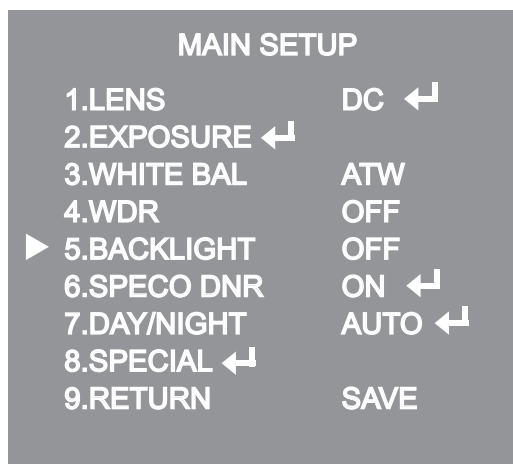 MAIN SETUP
1.LENS DC ↵
2.EXPOSURE ↵
3.WHITE BAL ATW
4.WDR OFF
▶ 5.BACKLIGHT OFF
6.SPECO DNR ON ↵
7.DAY/NIGHT AUTO ↵
8.SPECIAL ↵
9.RETURN SAVE